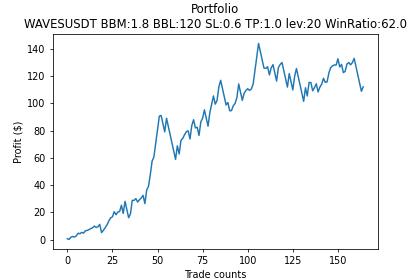 Portfolio
WAVESUSDT BBM:1.8 BBL:120 SL:0.6 TP:1.0 lev:20 WinRatio:62.0
140
120
100
80
60
40
20
0
Profit ($)
0 25 50 75 100 125 150
Trade counts